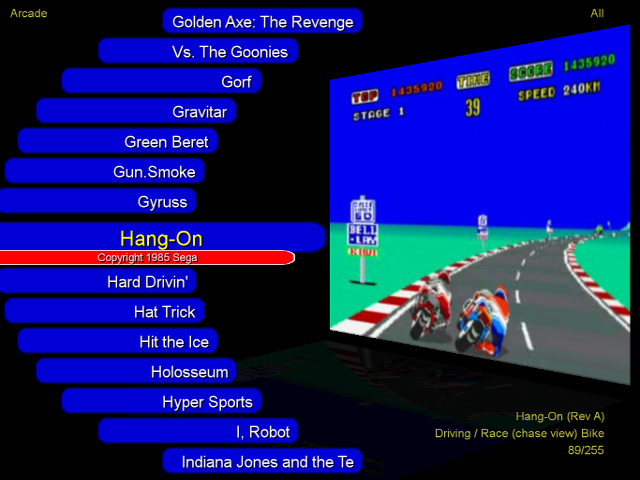 Arcade
All
Golden Axe: The Revenge
Vs. The Goonies
Gorf
Gravitar
Green Beret
Gun.Smoke
Gyruss
Hang-On
Copyright 1985 Sega
Hard Drivin'
Hat Trick
Hit the Ice
Holosseum
Hyper Sports
I, Robot
Indiana Jones and the Te
TOP 1435920 TIME SCORE 1435920
STAGE 1 39 SPEED 240KM
BELL-
Hang-On (Rev A)
Driving / Race (chase view) Bike
89/255